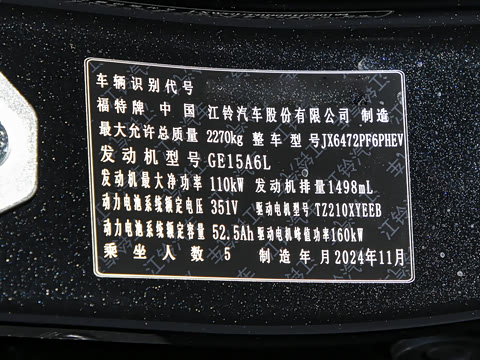 车辆识别代号
福特牌 中 国 江铃汽车股份有限公司 制造
最大允许总质量 2270kg 整 车 型 号JX6472PF6PHEV
发动机型号 GE15A6L
发动机最大净功率 110kW 发动机排量1498mL
动力电池系统额定电压 351V 驱动电机型号 TZ210XYEEB
动力电池系统额定容量 52.5Ah 驱动电机峰值功率160kW
乘 坐 人 数 5 制 造 年 月 2024年11月